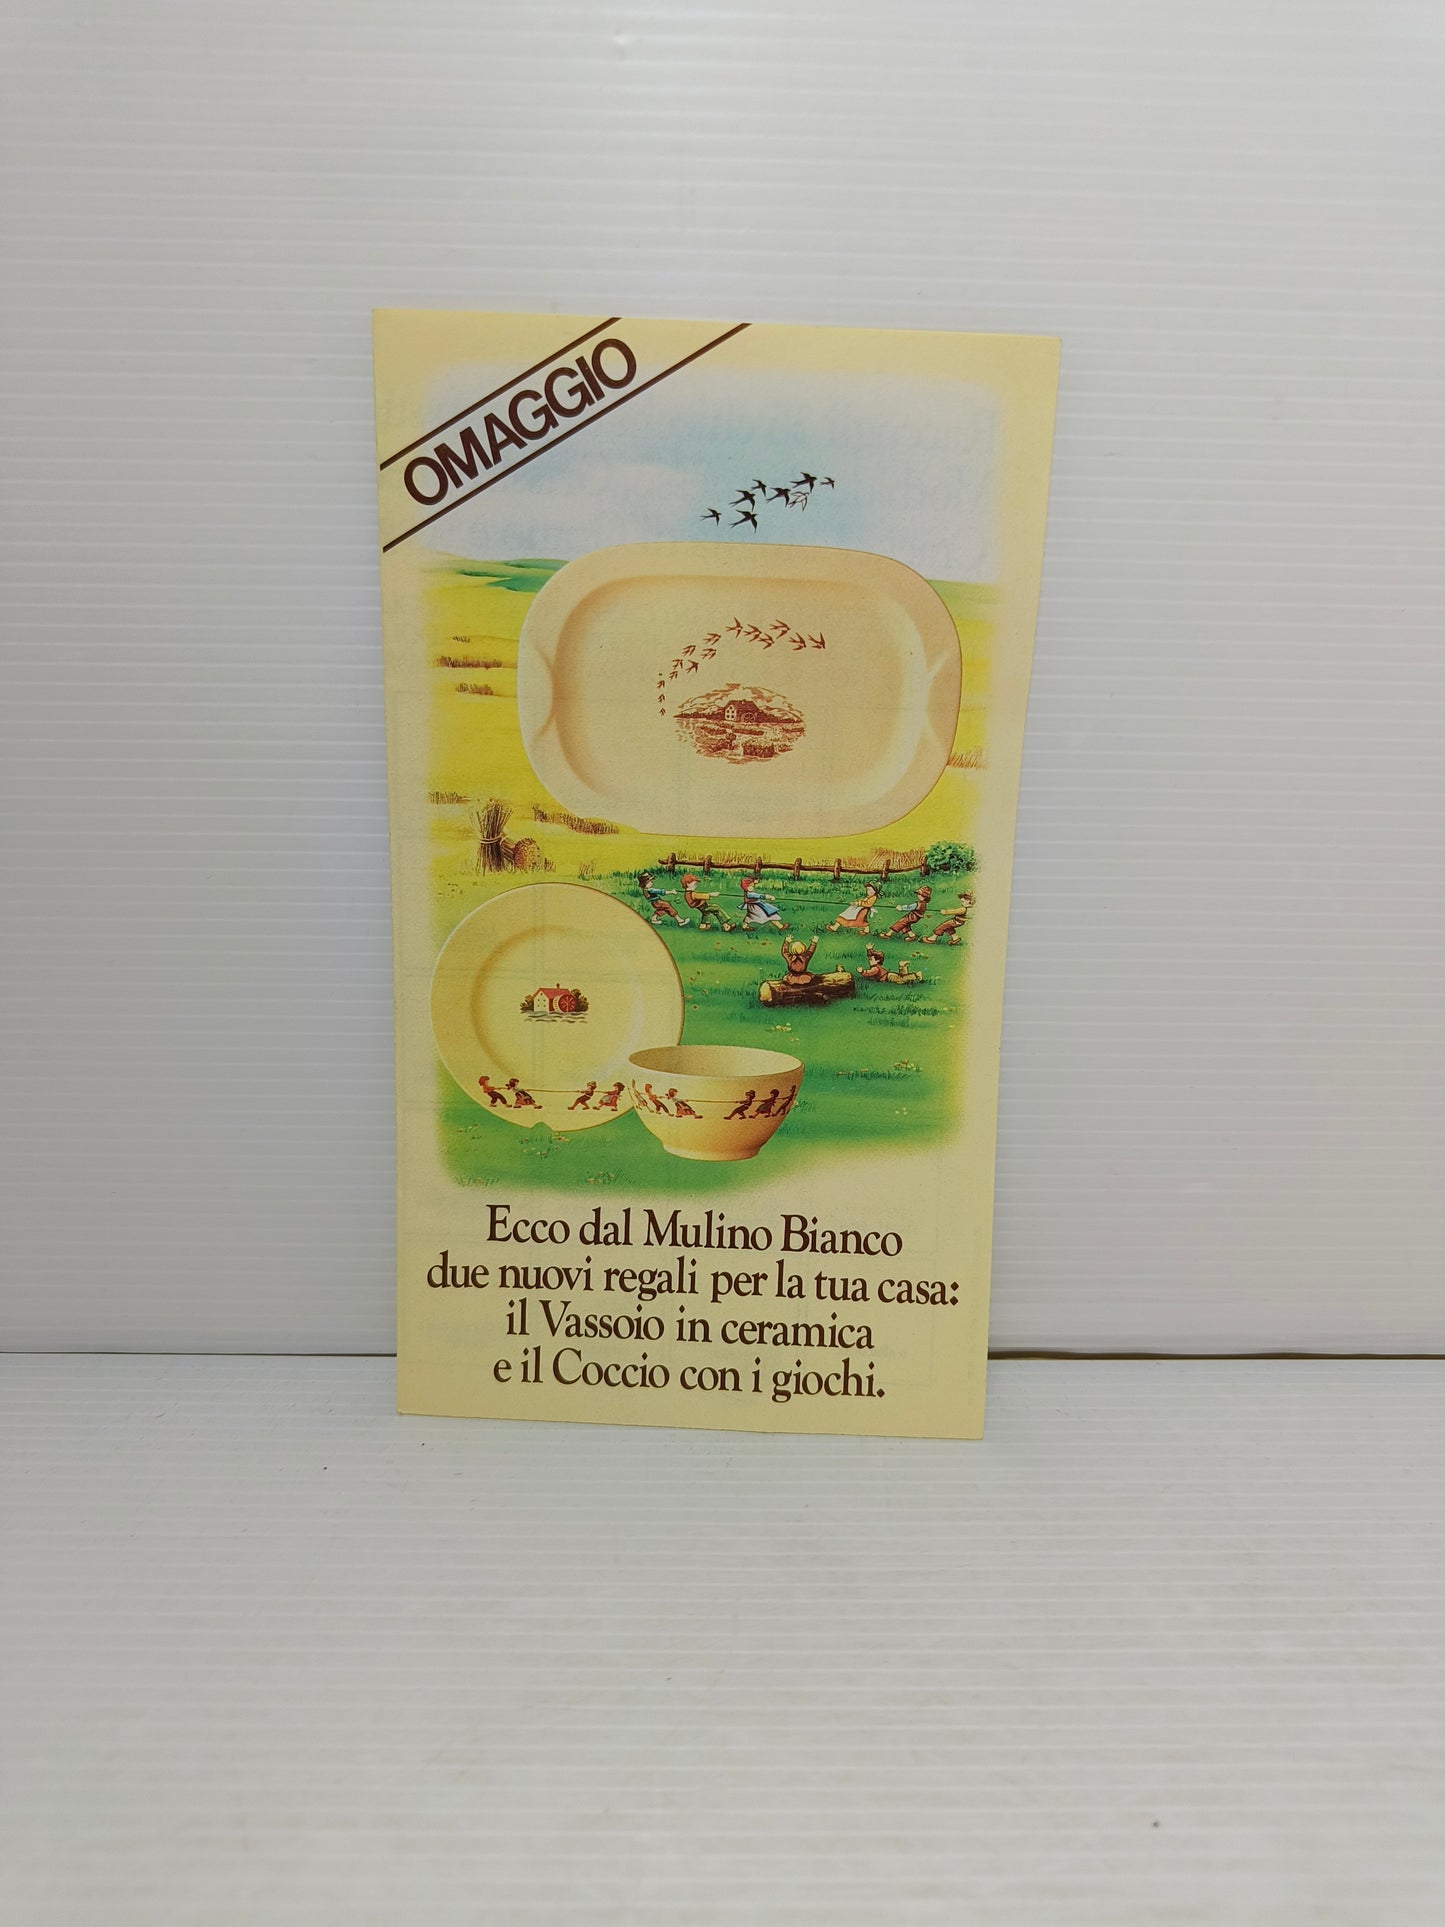 OMAGGIO
Ecco dal Mulino Bianco
due nuovi regali per la tua casa:
il Vassoio in ceramica
e il Coccio con i giochi.